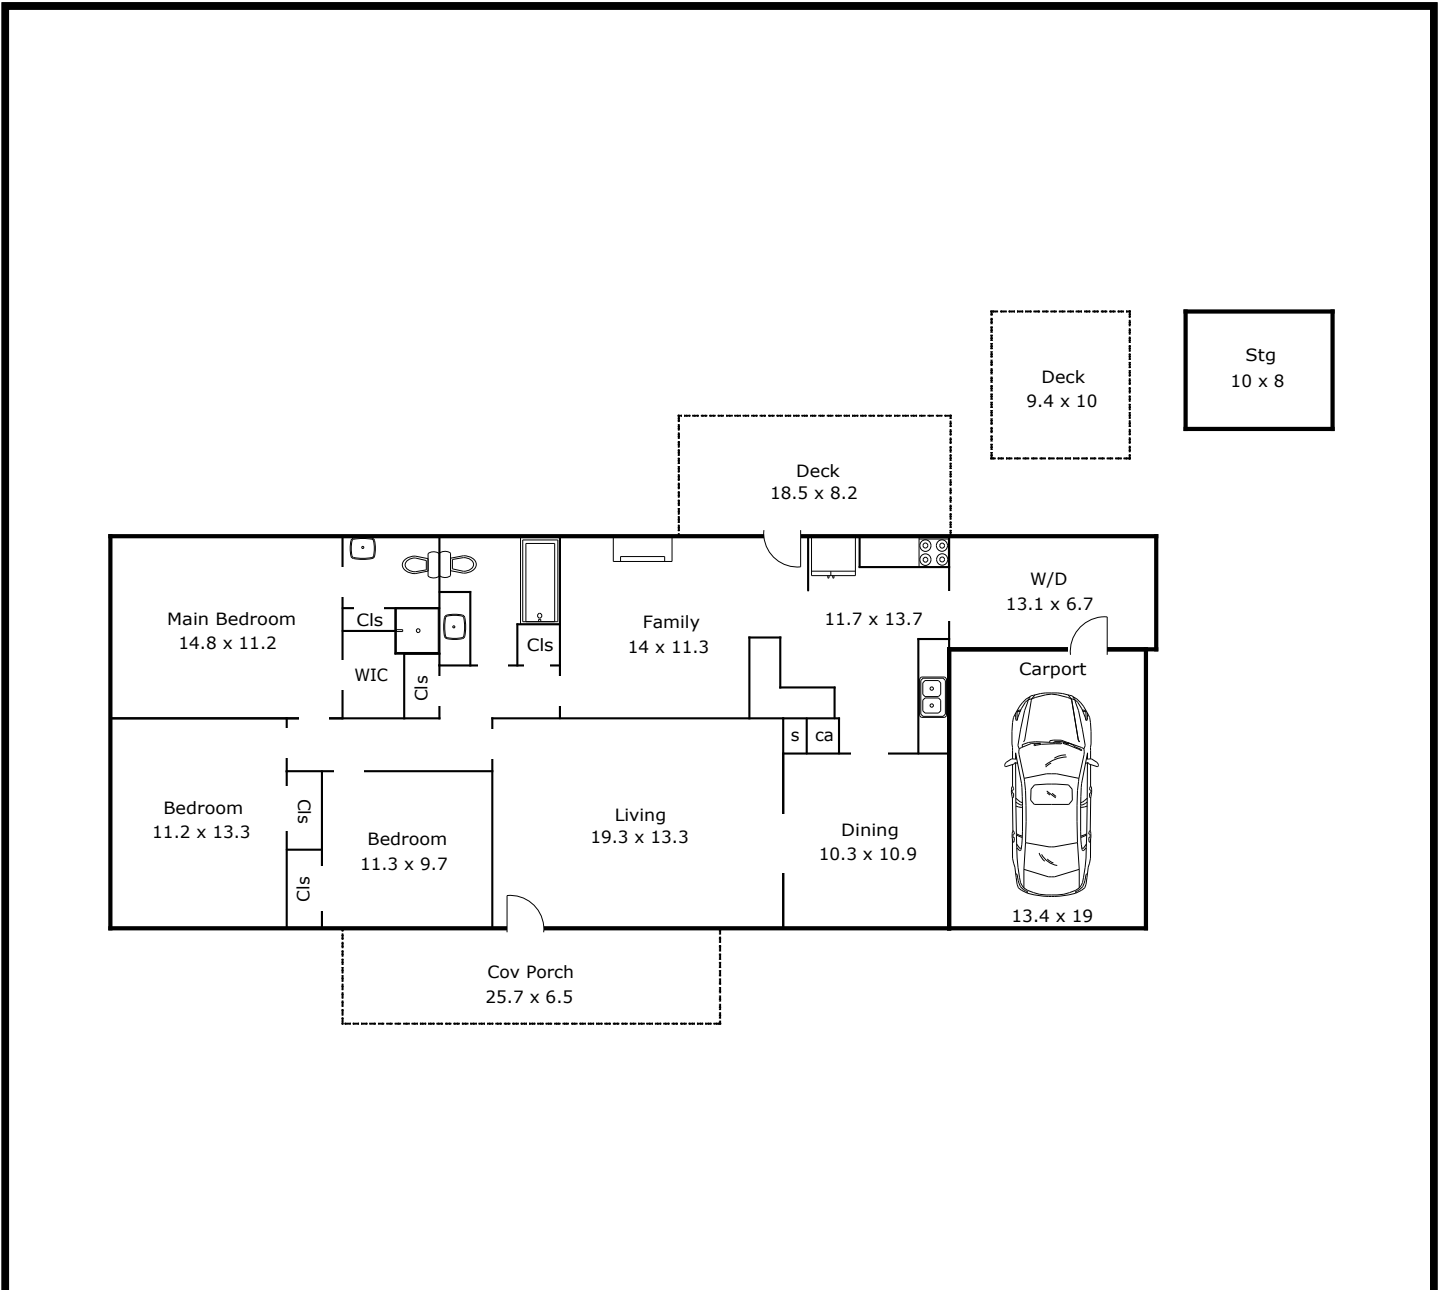 Stg
10 x 8
Deck
9.4 x 10
Deck
18.5 x 8.2
W/D
13.1 x 6.7
Main Bedroom
14.8 x 11.2
Cls
WIC
Cls
Cls
Family
14 x 11.3
11.7 x 13.7
Carport
13.4 x 19
s
ca
Bedroom
11.2 x 13.3
Cls
Cls
Bedroom
11.3 x 9.7
Living
19.3 x 13.3
Dining
10.3 x 10.9
Cov Porch
25.7 x 6.5